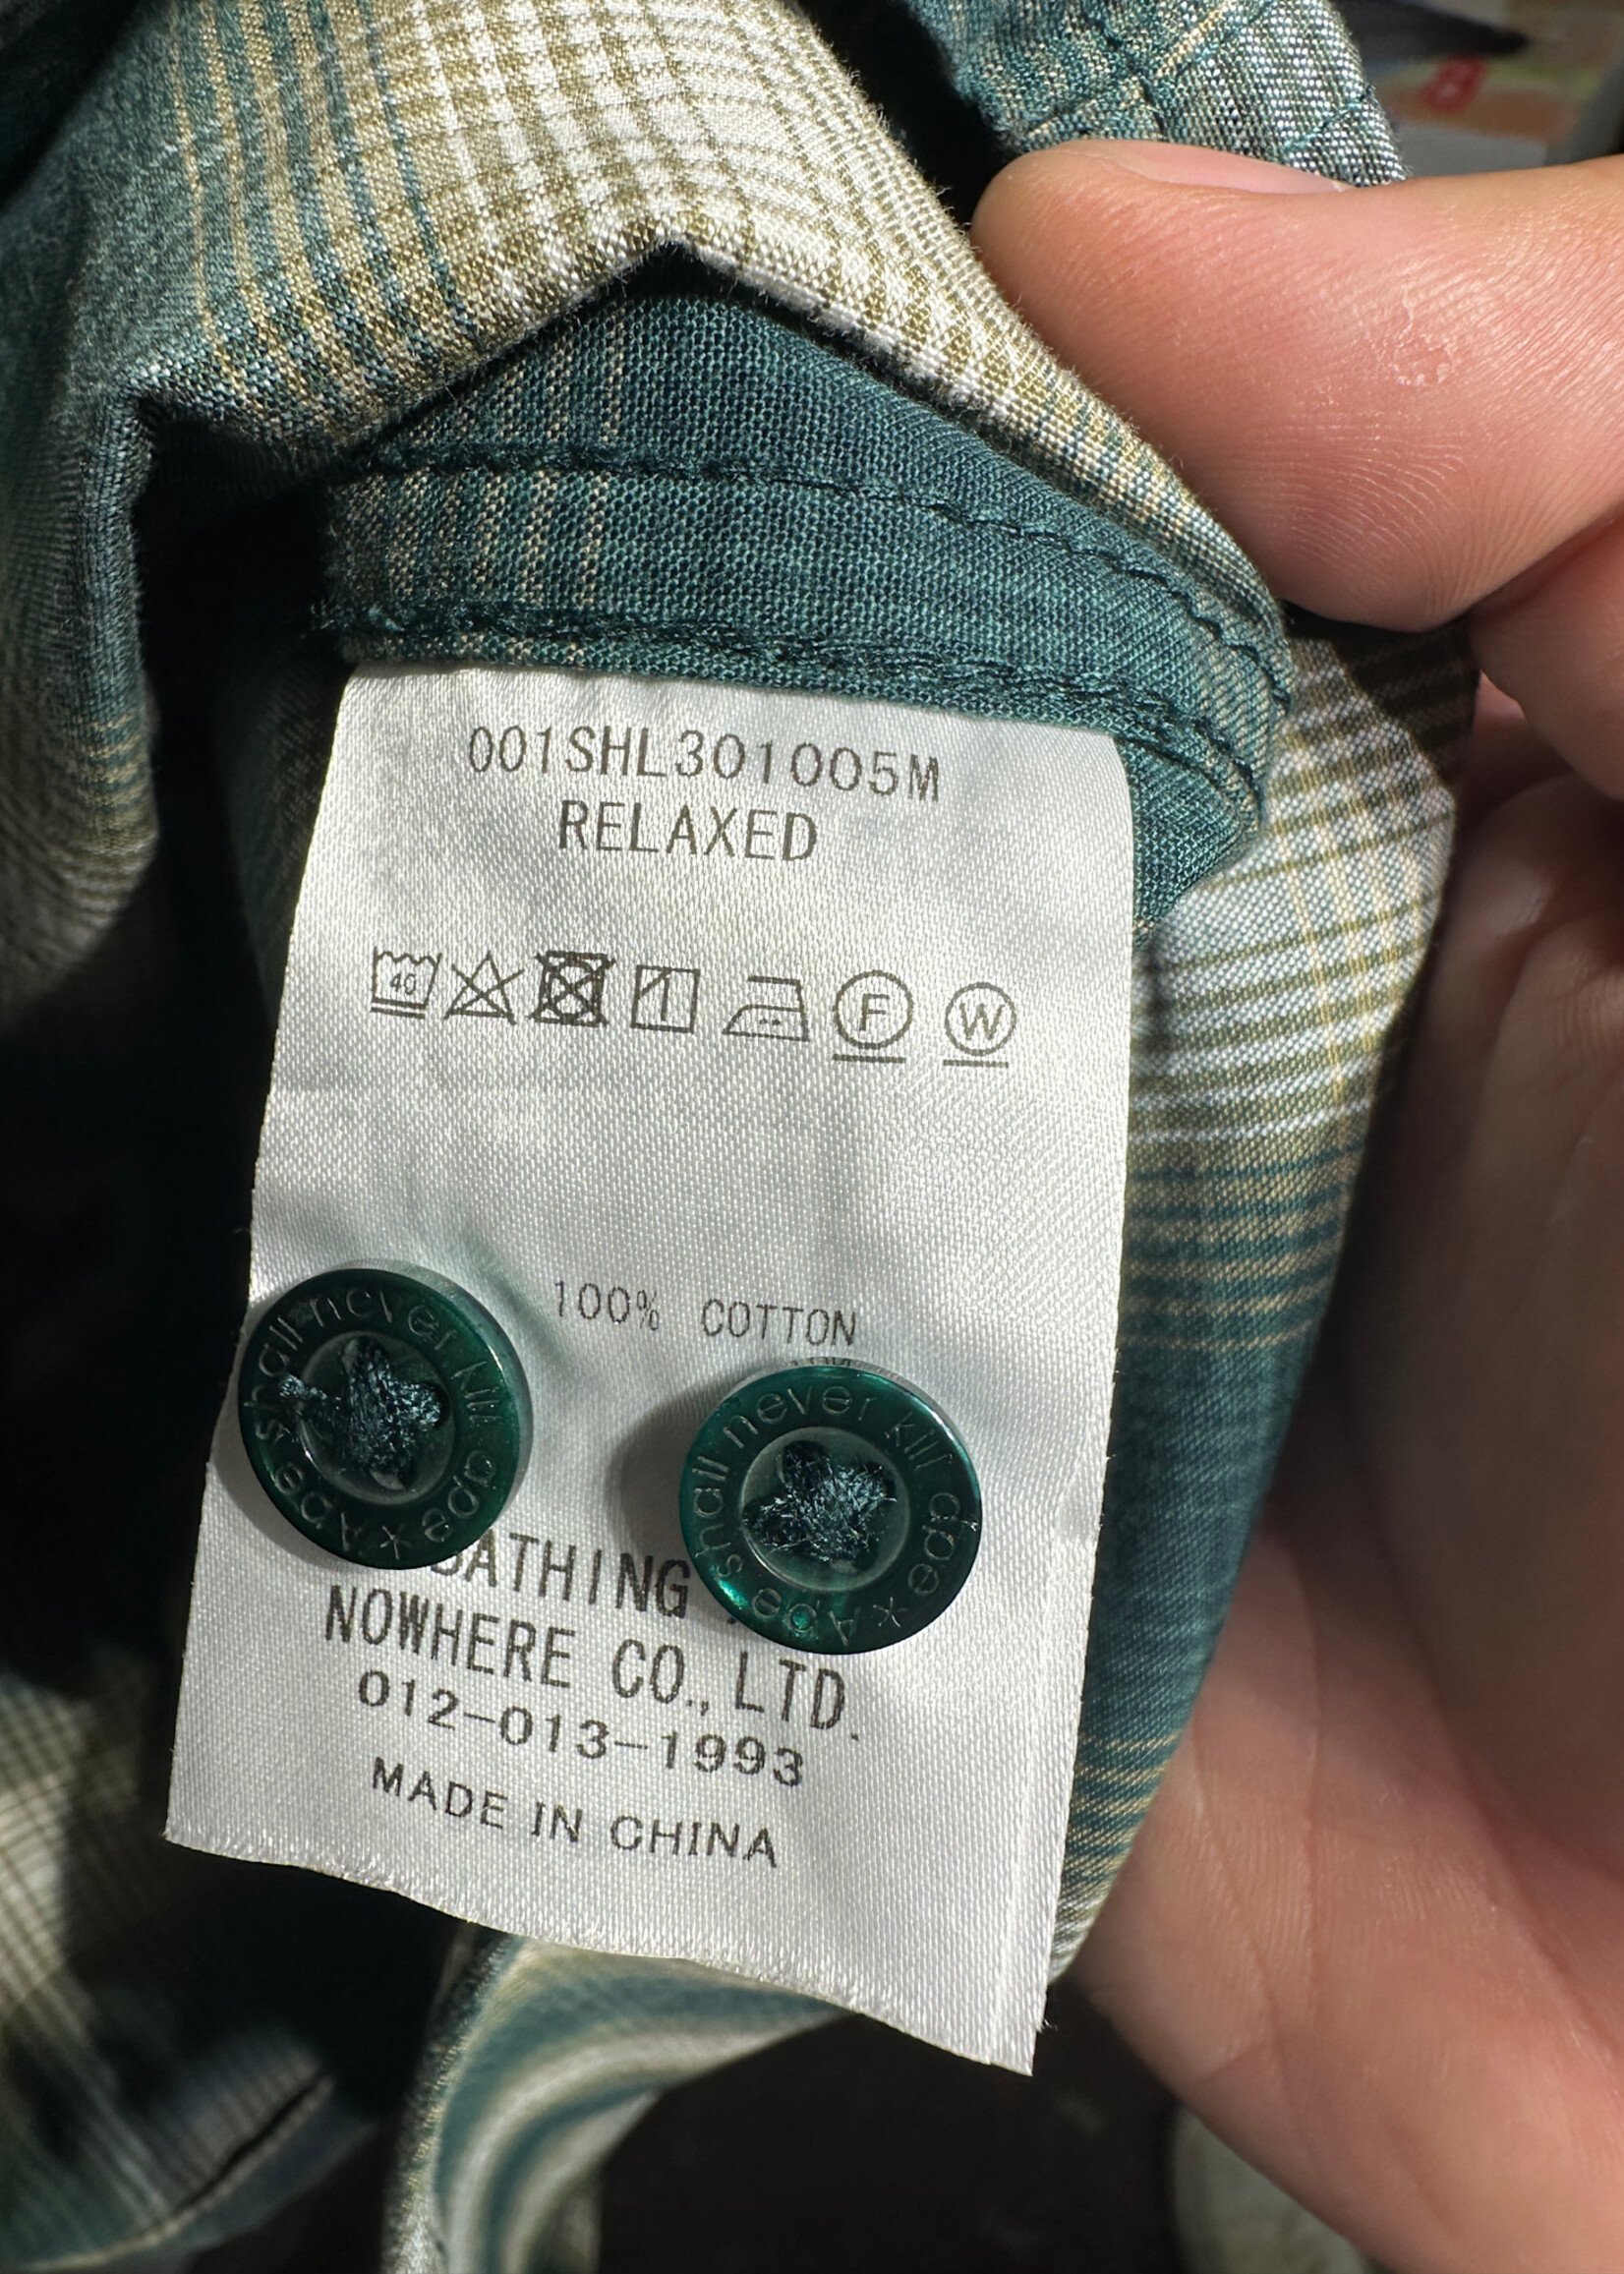 001SHL301005M
RELAXED
40
F
W
100% COTTON
Ape shall never kill ape *
Ape shall never kill ape *
BATHING
NOWHERE CO., LTD.
012-013-1993
MADE IN CHINA